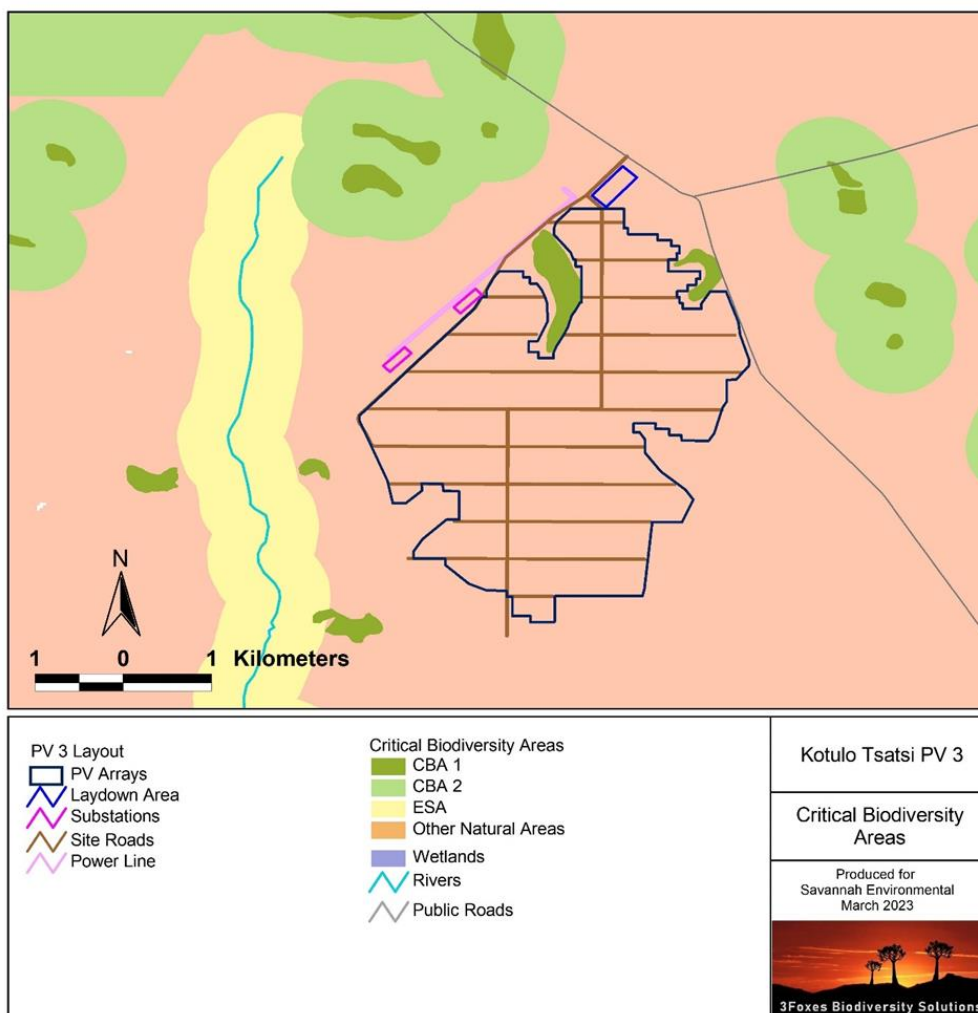 N
1 0 1 Kilometers
PV 3 Layout
PV Arrays
Laydown Area
Substations
Site Roads
Power Line
Critical Biodiversity Areas
CBA 1
CBA 2
ESA
Other Natural Areas
Wetlands
Rivers
Public Roads
Kotulo Tsatsi PV 3
Critical Biodiversity
Areas
Produced for
Savannah Environmental
March 2023
3Foxes Biodiversity Solutions